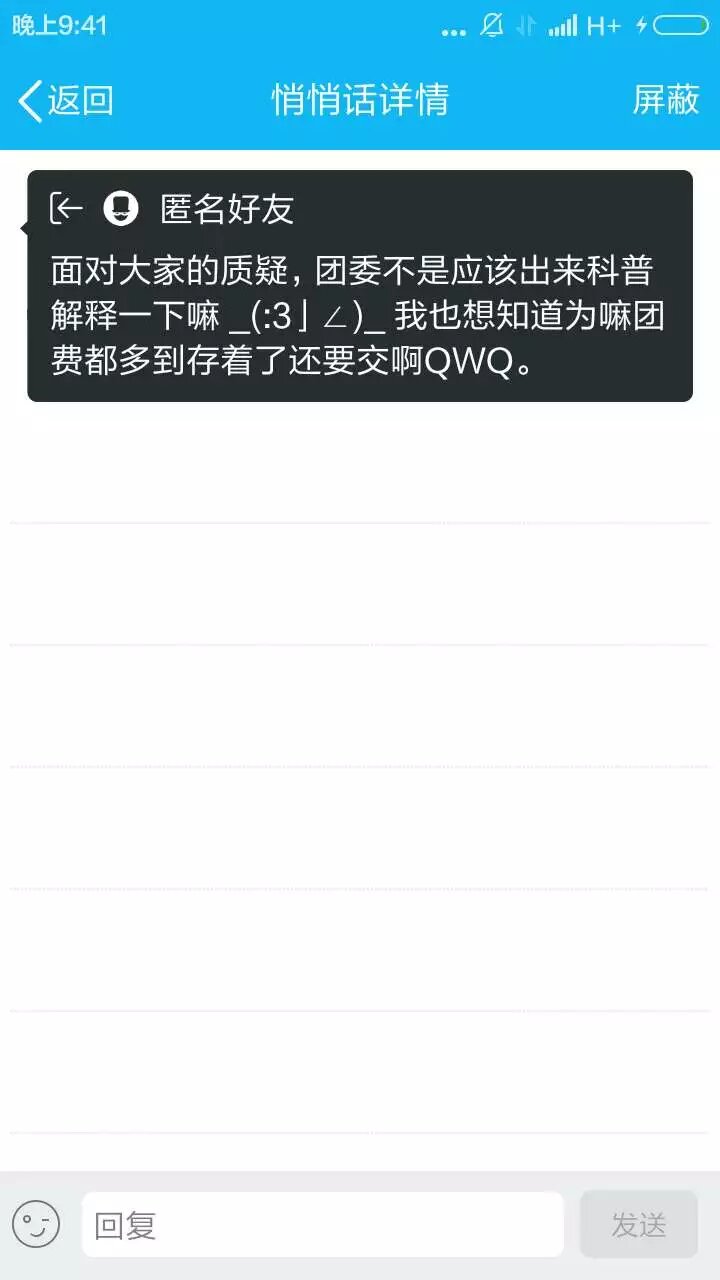 晚上9:41
... H+
返回
悄悄话详情
屏蔽
匿名好友
面对大家的质疑，团委不是应该出来科普
解释一下嘛 _(:3」∠)_ 我也想知道为嘛团
费都多到存着了还要交啊QWQ。
回复
发送